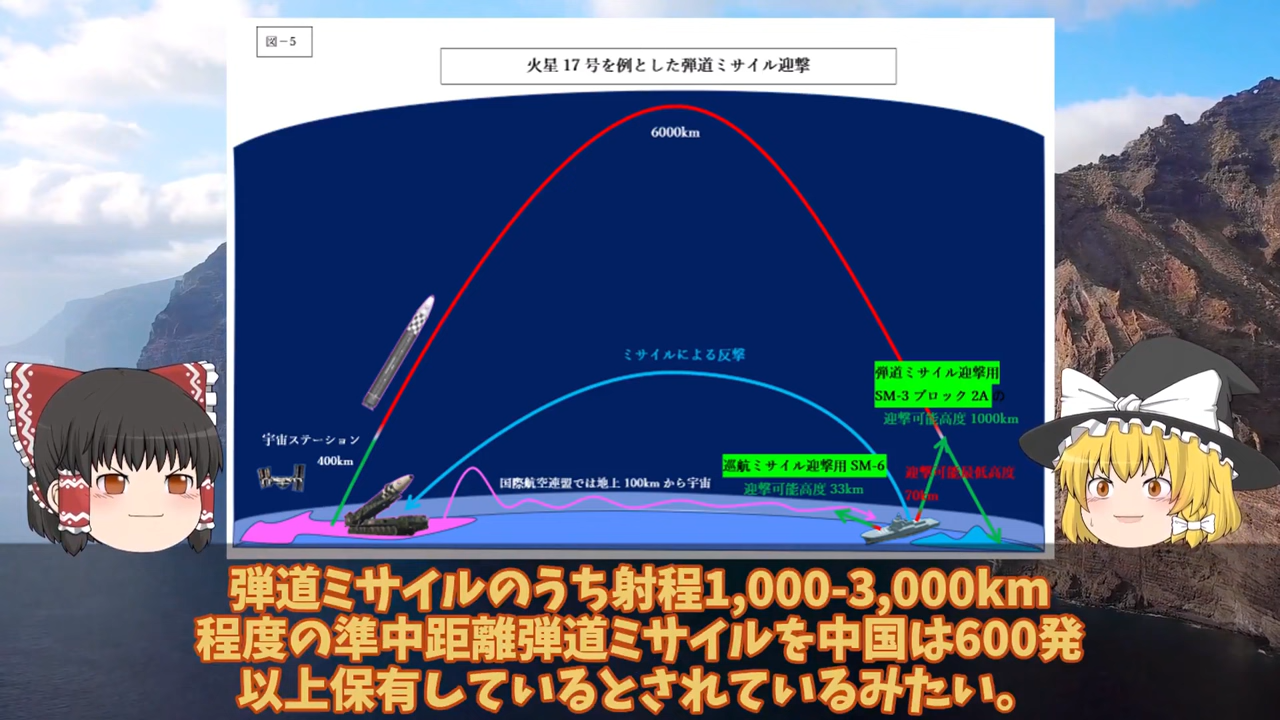 図－5
火星 17 号を例とした弾道ミサイル迎撃
6000km
ミサイルによる反撃
弾道ミサイル迎撃用
SM-3 ブロック 2A の
迎撃可能高度 1000km
宇宙ステーション
400km
巡航ミサイル迎撃用 SM-6
迎撃可能高度 33km
迎撃可能最低高度
70km
国際航空連盟では地上 100km から宇宙
弾道ミサイルのうち射程1,000-3,000km
程度の準中距離弾道ミサイルを中国は600発
以上保有しているとされているみたい。